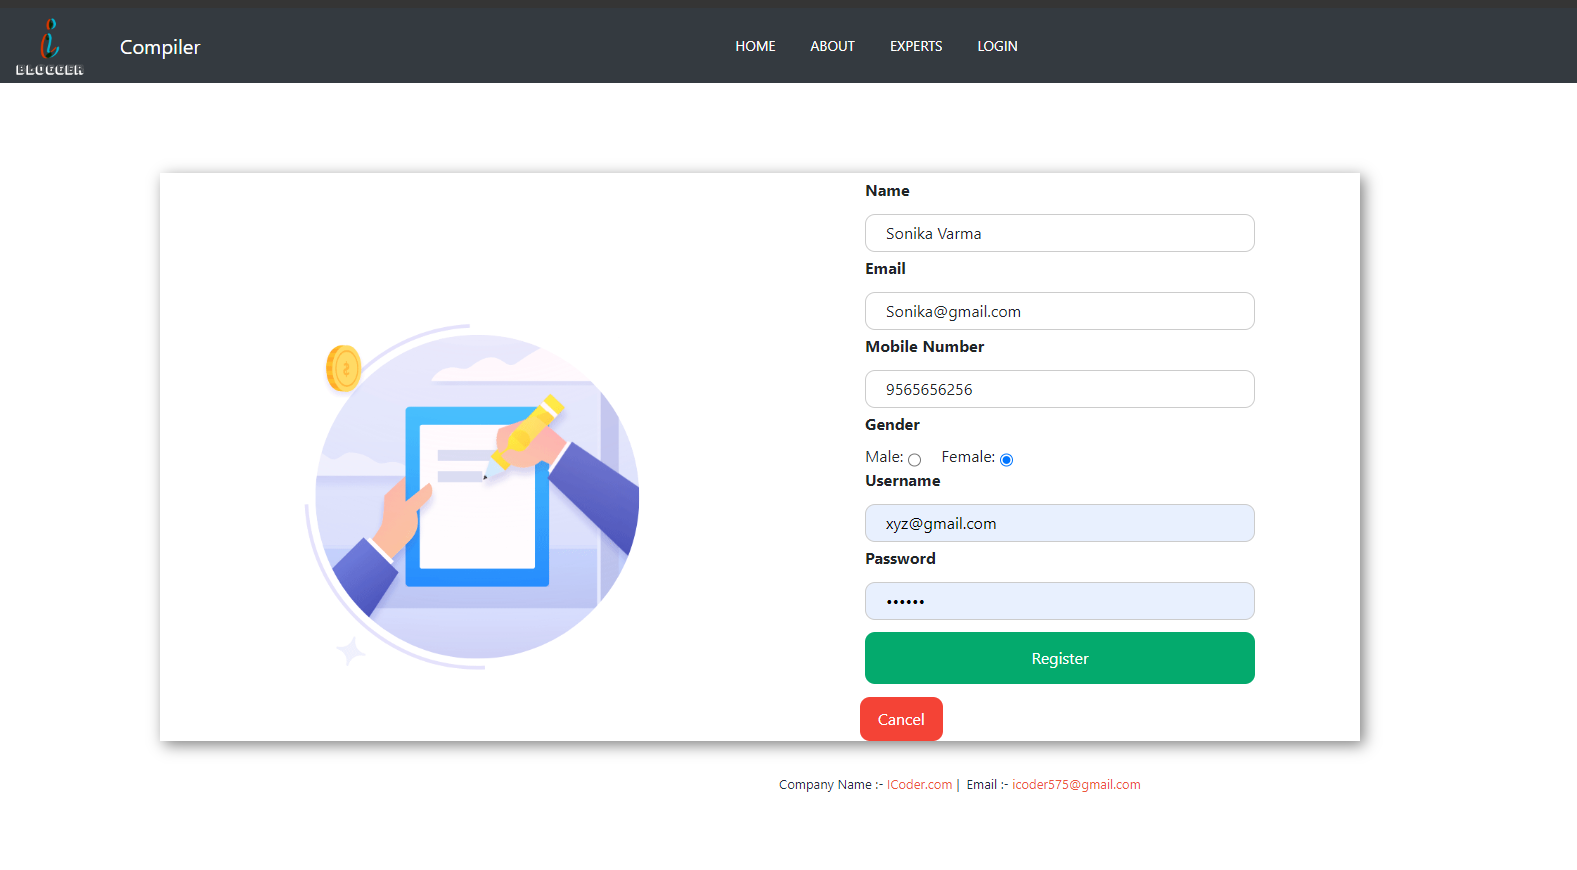 i
BLOGGER
Compiler
HOME ABOUT EXPERTS LOGIN
Name
Sonika Varma
Email
Sonika@gmail.com
Mobile Number
9565656256
Gender
Male: Female:
Username
xyz@gmail.com
Password
••••••
Register
Cancel
Company Name :- ICoder.com | Email :- icoder575@gmail.com